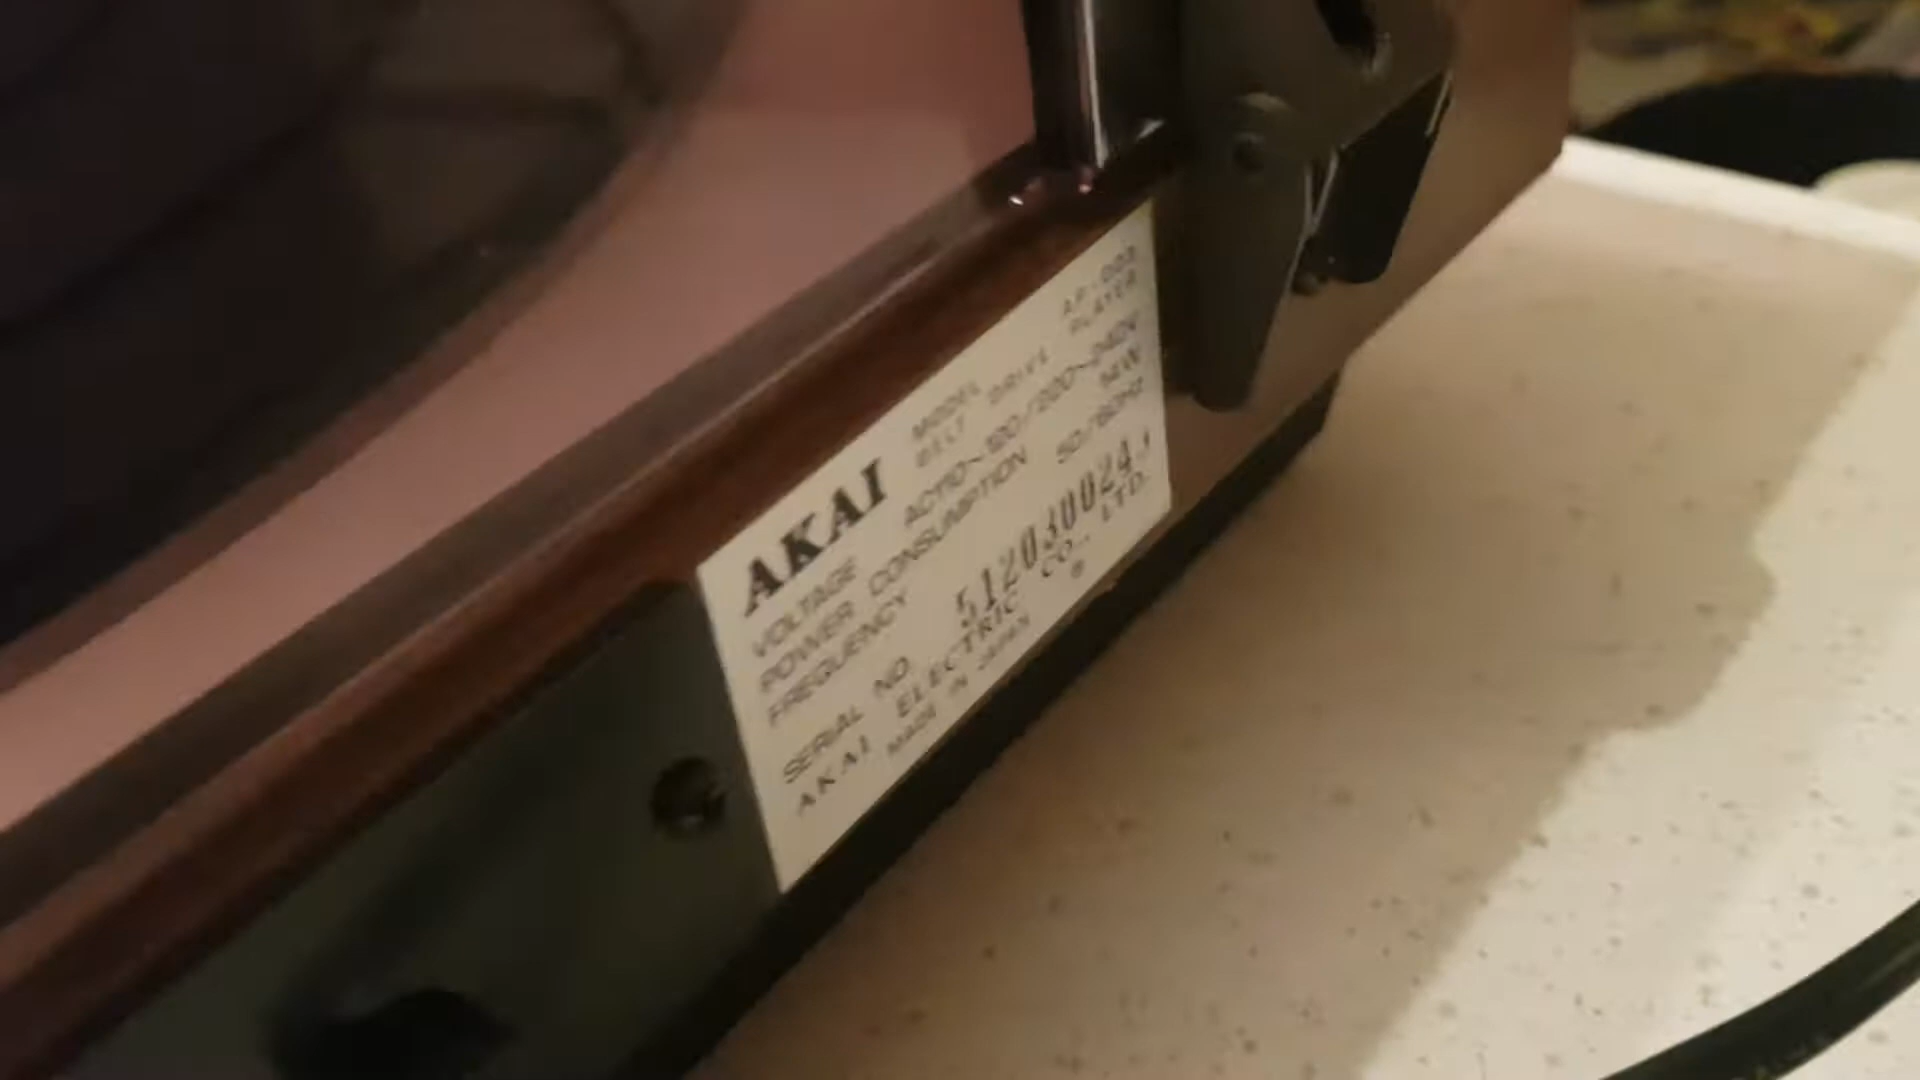 AKAI
MODEL AP-003
BELT DRIVE PLAYER
VOLTAGE AC110~120/220~240V
POWER CONSUMPTION 14W
FREQUENCY 50/60HZ
SERIAL NO. 512030024
AKAI ELECTRIC CO., LTD.
MADE IN JAPAN